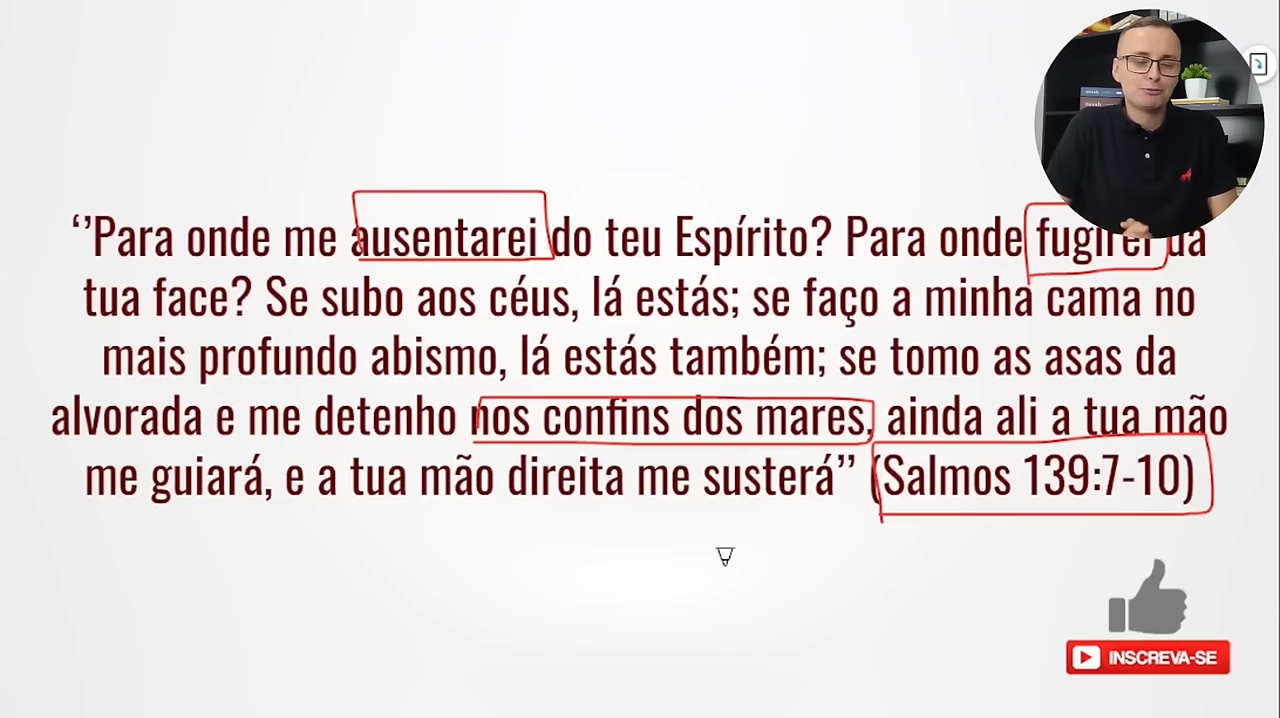 ‘’Para onde me ausentarei do teu Espírito? Para onde fugirei da
tua face? Se subo aos céus, lá estás; se faço a minha cama no
mais profundo abismo, lá estás também; se tomo as asas da
alvorada e me detenho nos confins dos mares, ainda ali a tua mão
me guiará, e a tua mão direita me susterá’’ (Salmos 139:7-10)
INSCREVA-SE